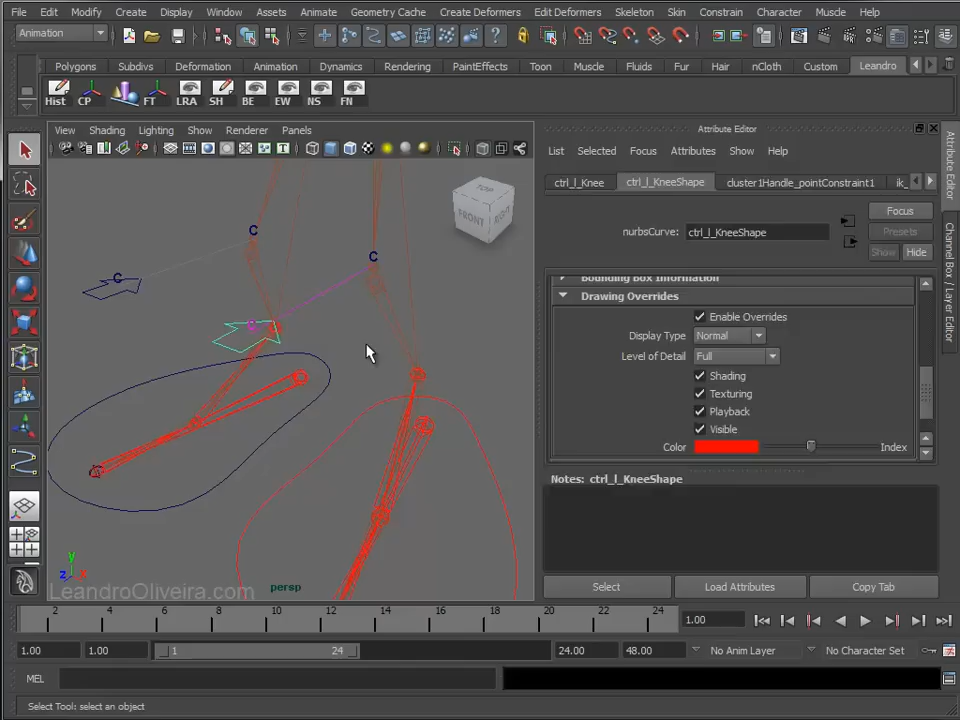 File Edit Modify Create Display Window Assets Animate Geometry Cache Create Deformers Edit Deformers Skeleton Skin Constrain Character Muscle Help
Animation
Polygons Subdivs Deformation Animation Dynamics Rendering PaintEffects Toon Muscle Fluids Fur Hair nCloth Custom Leandro
Hist CP FT LRA SH BE EW NS FN
View Shading Lighting Show Renderer Panels
Attribute Editor
List Selected Focus Attributes Show Help
ctrl_l_Knee ctrl_l_KneeShape cluster1Handle_pointConstraint1 ik_
nurbsCurve: ctrl_l_KneeShape
Focus
Presets
Show Hide
Bounding Box Information
Drawing Overrides
Enable Overrides
Display Type Normal
Level of Detail Full
Shading
Texturing
Playback
Visible
Color Index
Notes: ctrl_l_KneeShape
Select Load Attributes Copy Tab
Attribute Editor
Channel Box / Layer Editor
TOP
FRONT
RIGHT
C
C
C
y
z x
LeandroOliveira.com
persp
2 4 6 8 10 12 14 16 18 20 22 24
1.00
1.00 1.00 1 24 24.00 48.00 No Anim Layer No Character Set
MEL
Select Tool: select an object